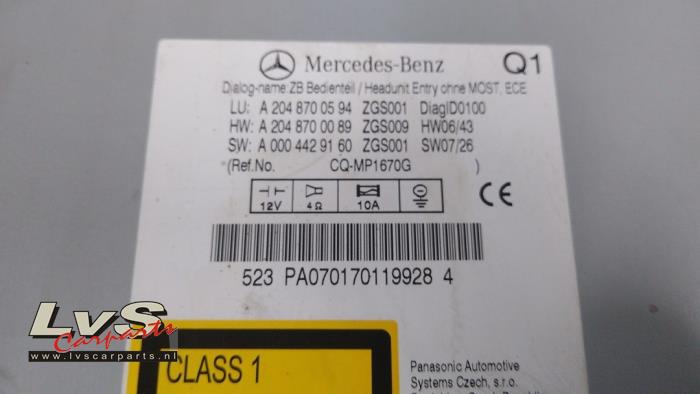 Mercedes-Benz Q1
Dialog-name: ZB Bedienteil / Headunit Entry ohne MOST, ECE
LU: A 204 870 05 94 ZGS001 DiagID0100
HW: A 204 870 00 89 ZGS009 HW06/43
SW: A 000 442 91 60 ZGS001 SW07/26
(Ref.No. CQ-MP1670G )
12V 4Ω 10A
CE
523 PA070170119928 4
LvS
Carparts
www.lvscarparts.nl
CLASS 1
Panasonic Automotive
Systems Czech, s.r.o.